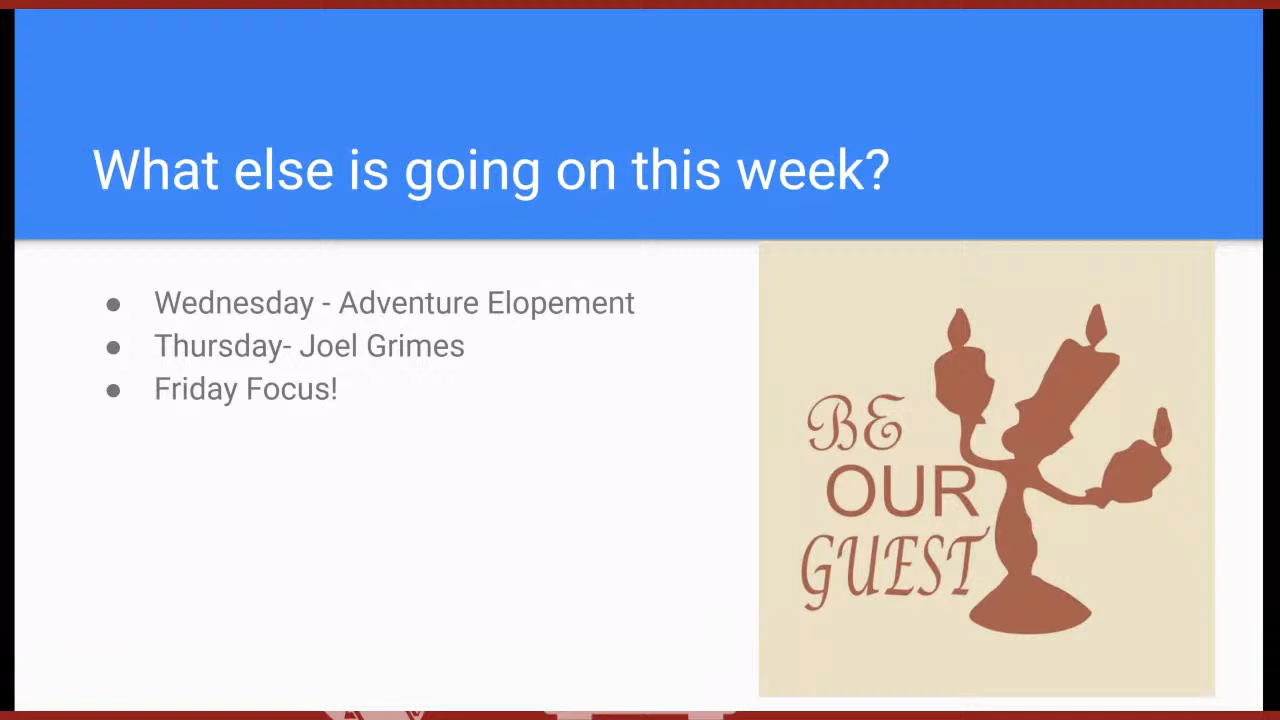 What else is going on this week?
● Wednesday - Adventure Elopement
● Thursday- Joel Grimes
● Friday Focus!
BE
OUR
GUEST